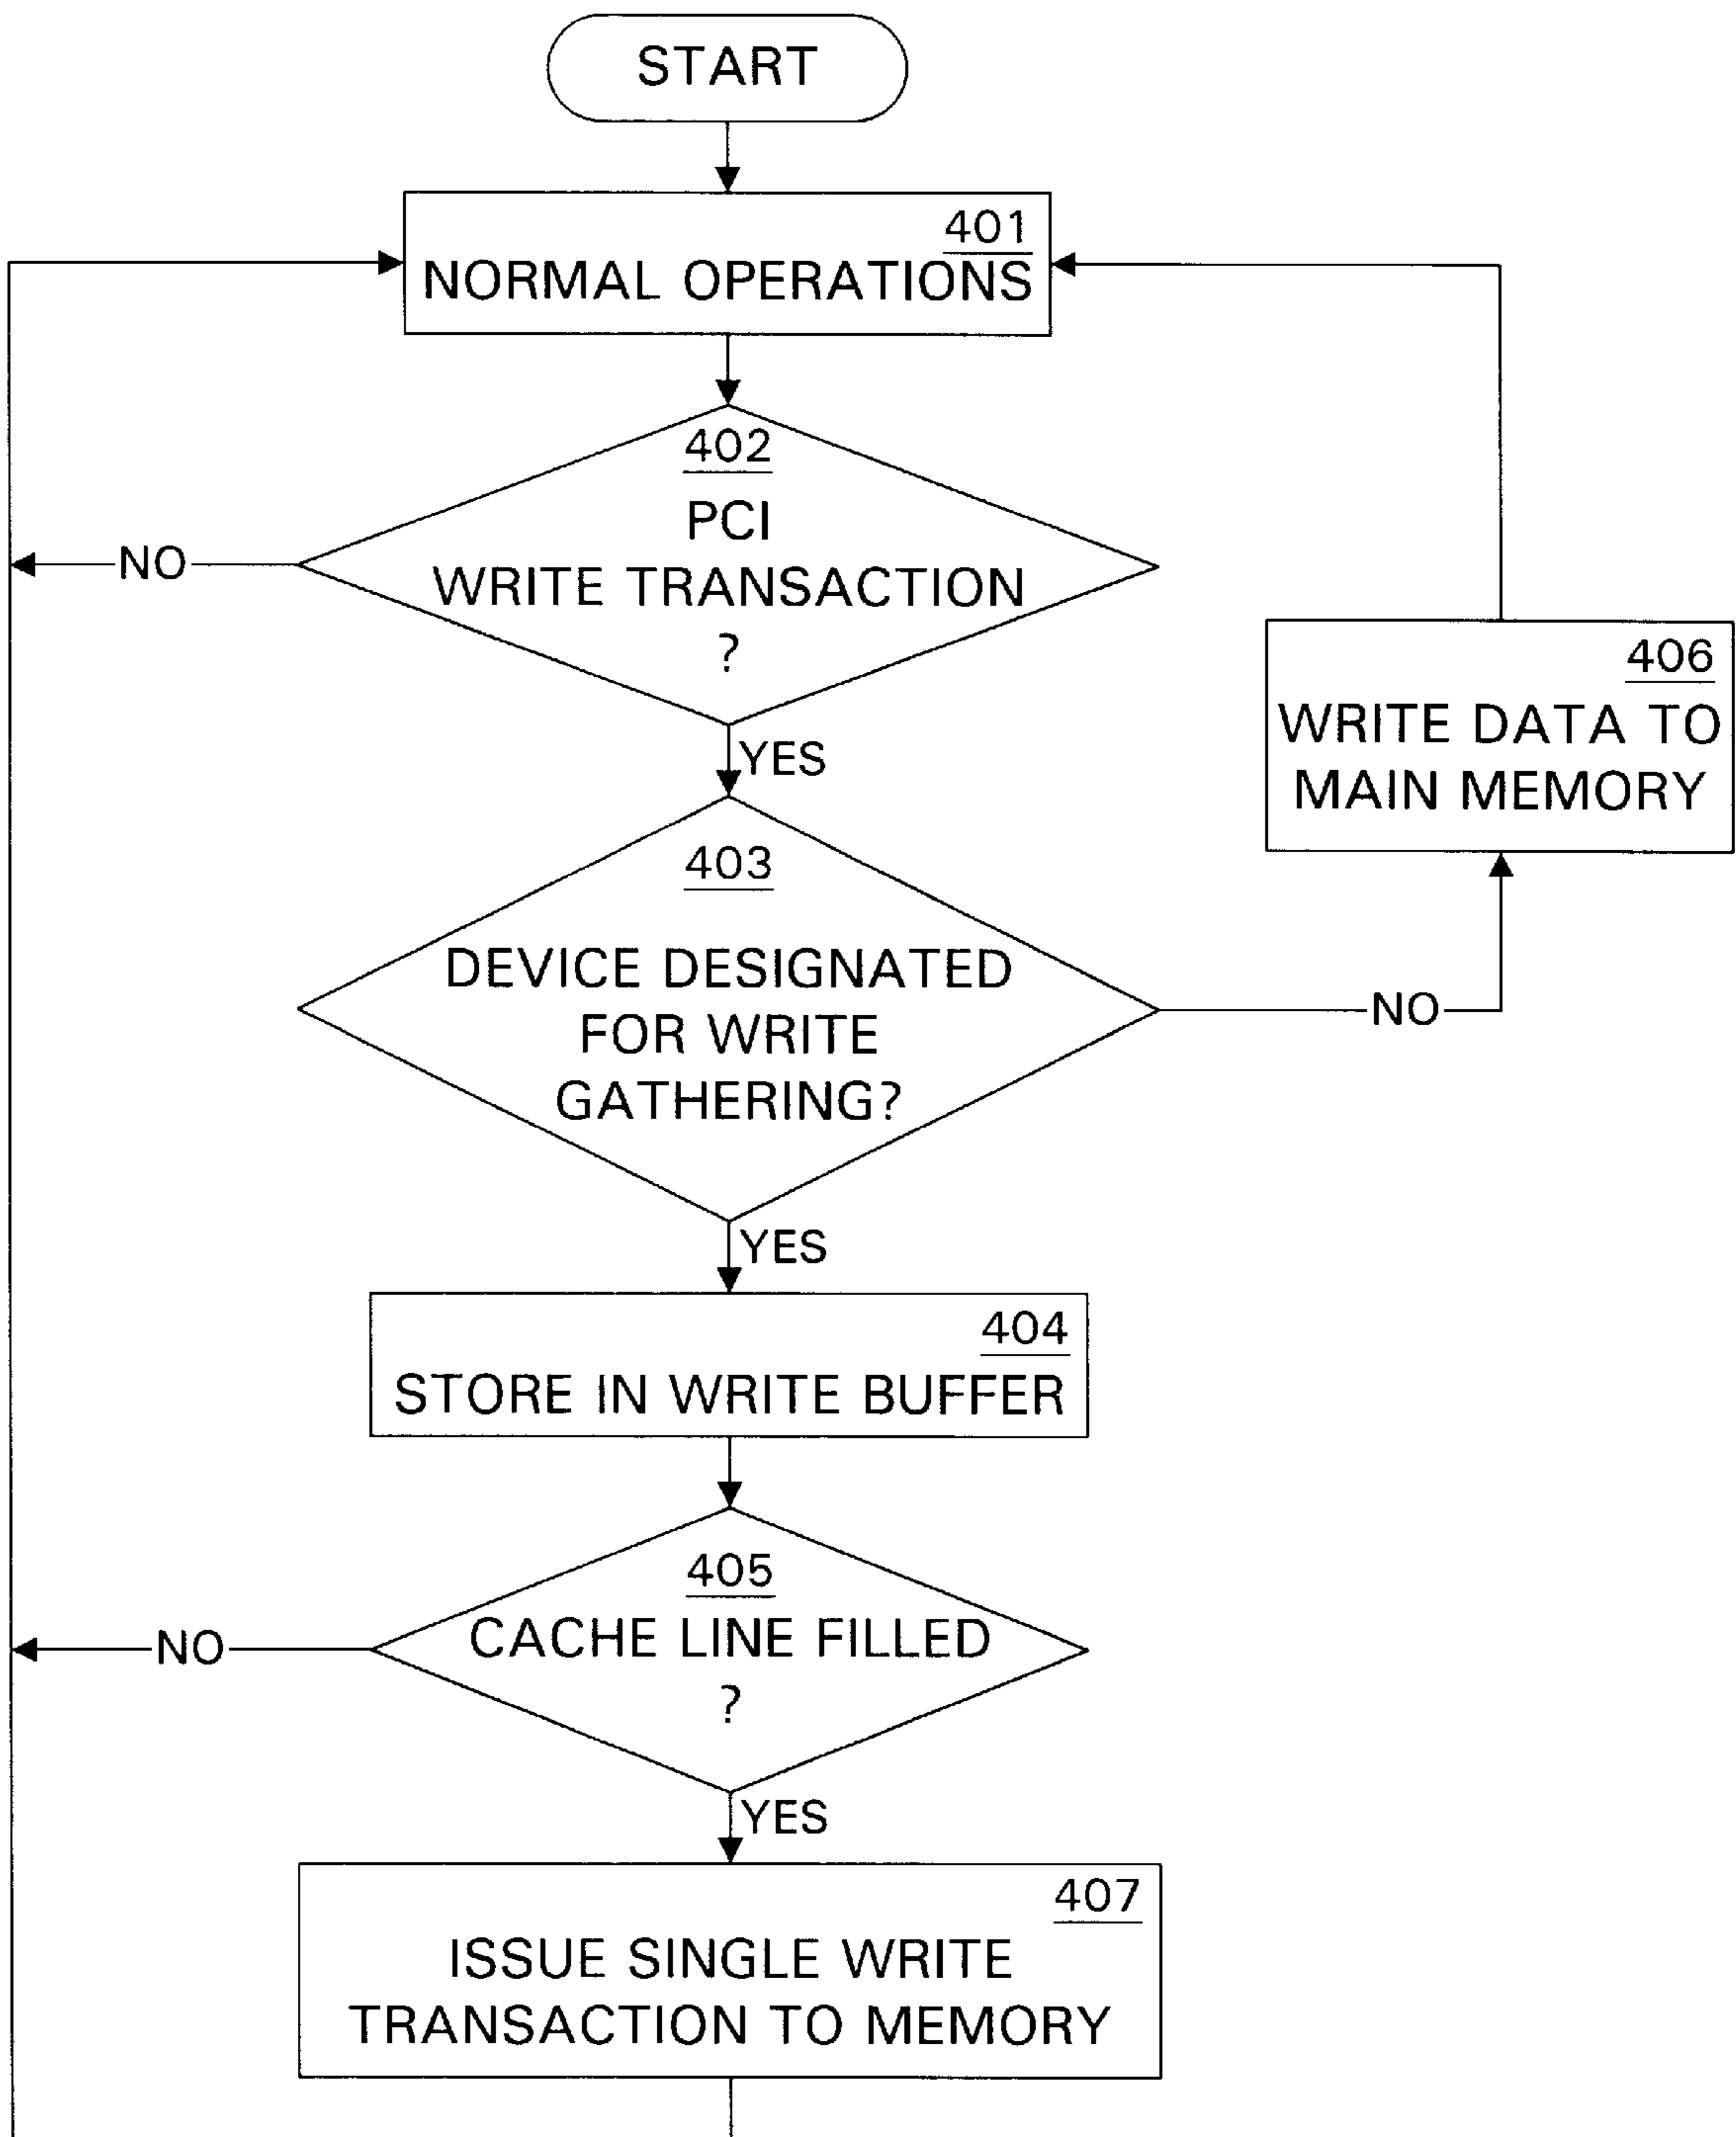 START
401
NORMAL OPERATIONS
402
PCI
WRITE TRANSACTION
?
NO
YES
406
WRITE DATA TO
MAIN MEMORY
403
DEVICE DESIGNATED
FOR WRITE
GATHERING?
NO
YES
404
STORE IN WRITE BUFFER
405
CACHE LINE FILLED
?
NO
YES
407
ISSUE SINGLE WRITE
TRANSACTION TO MEMORY